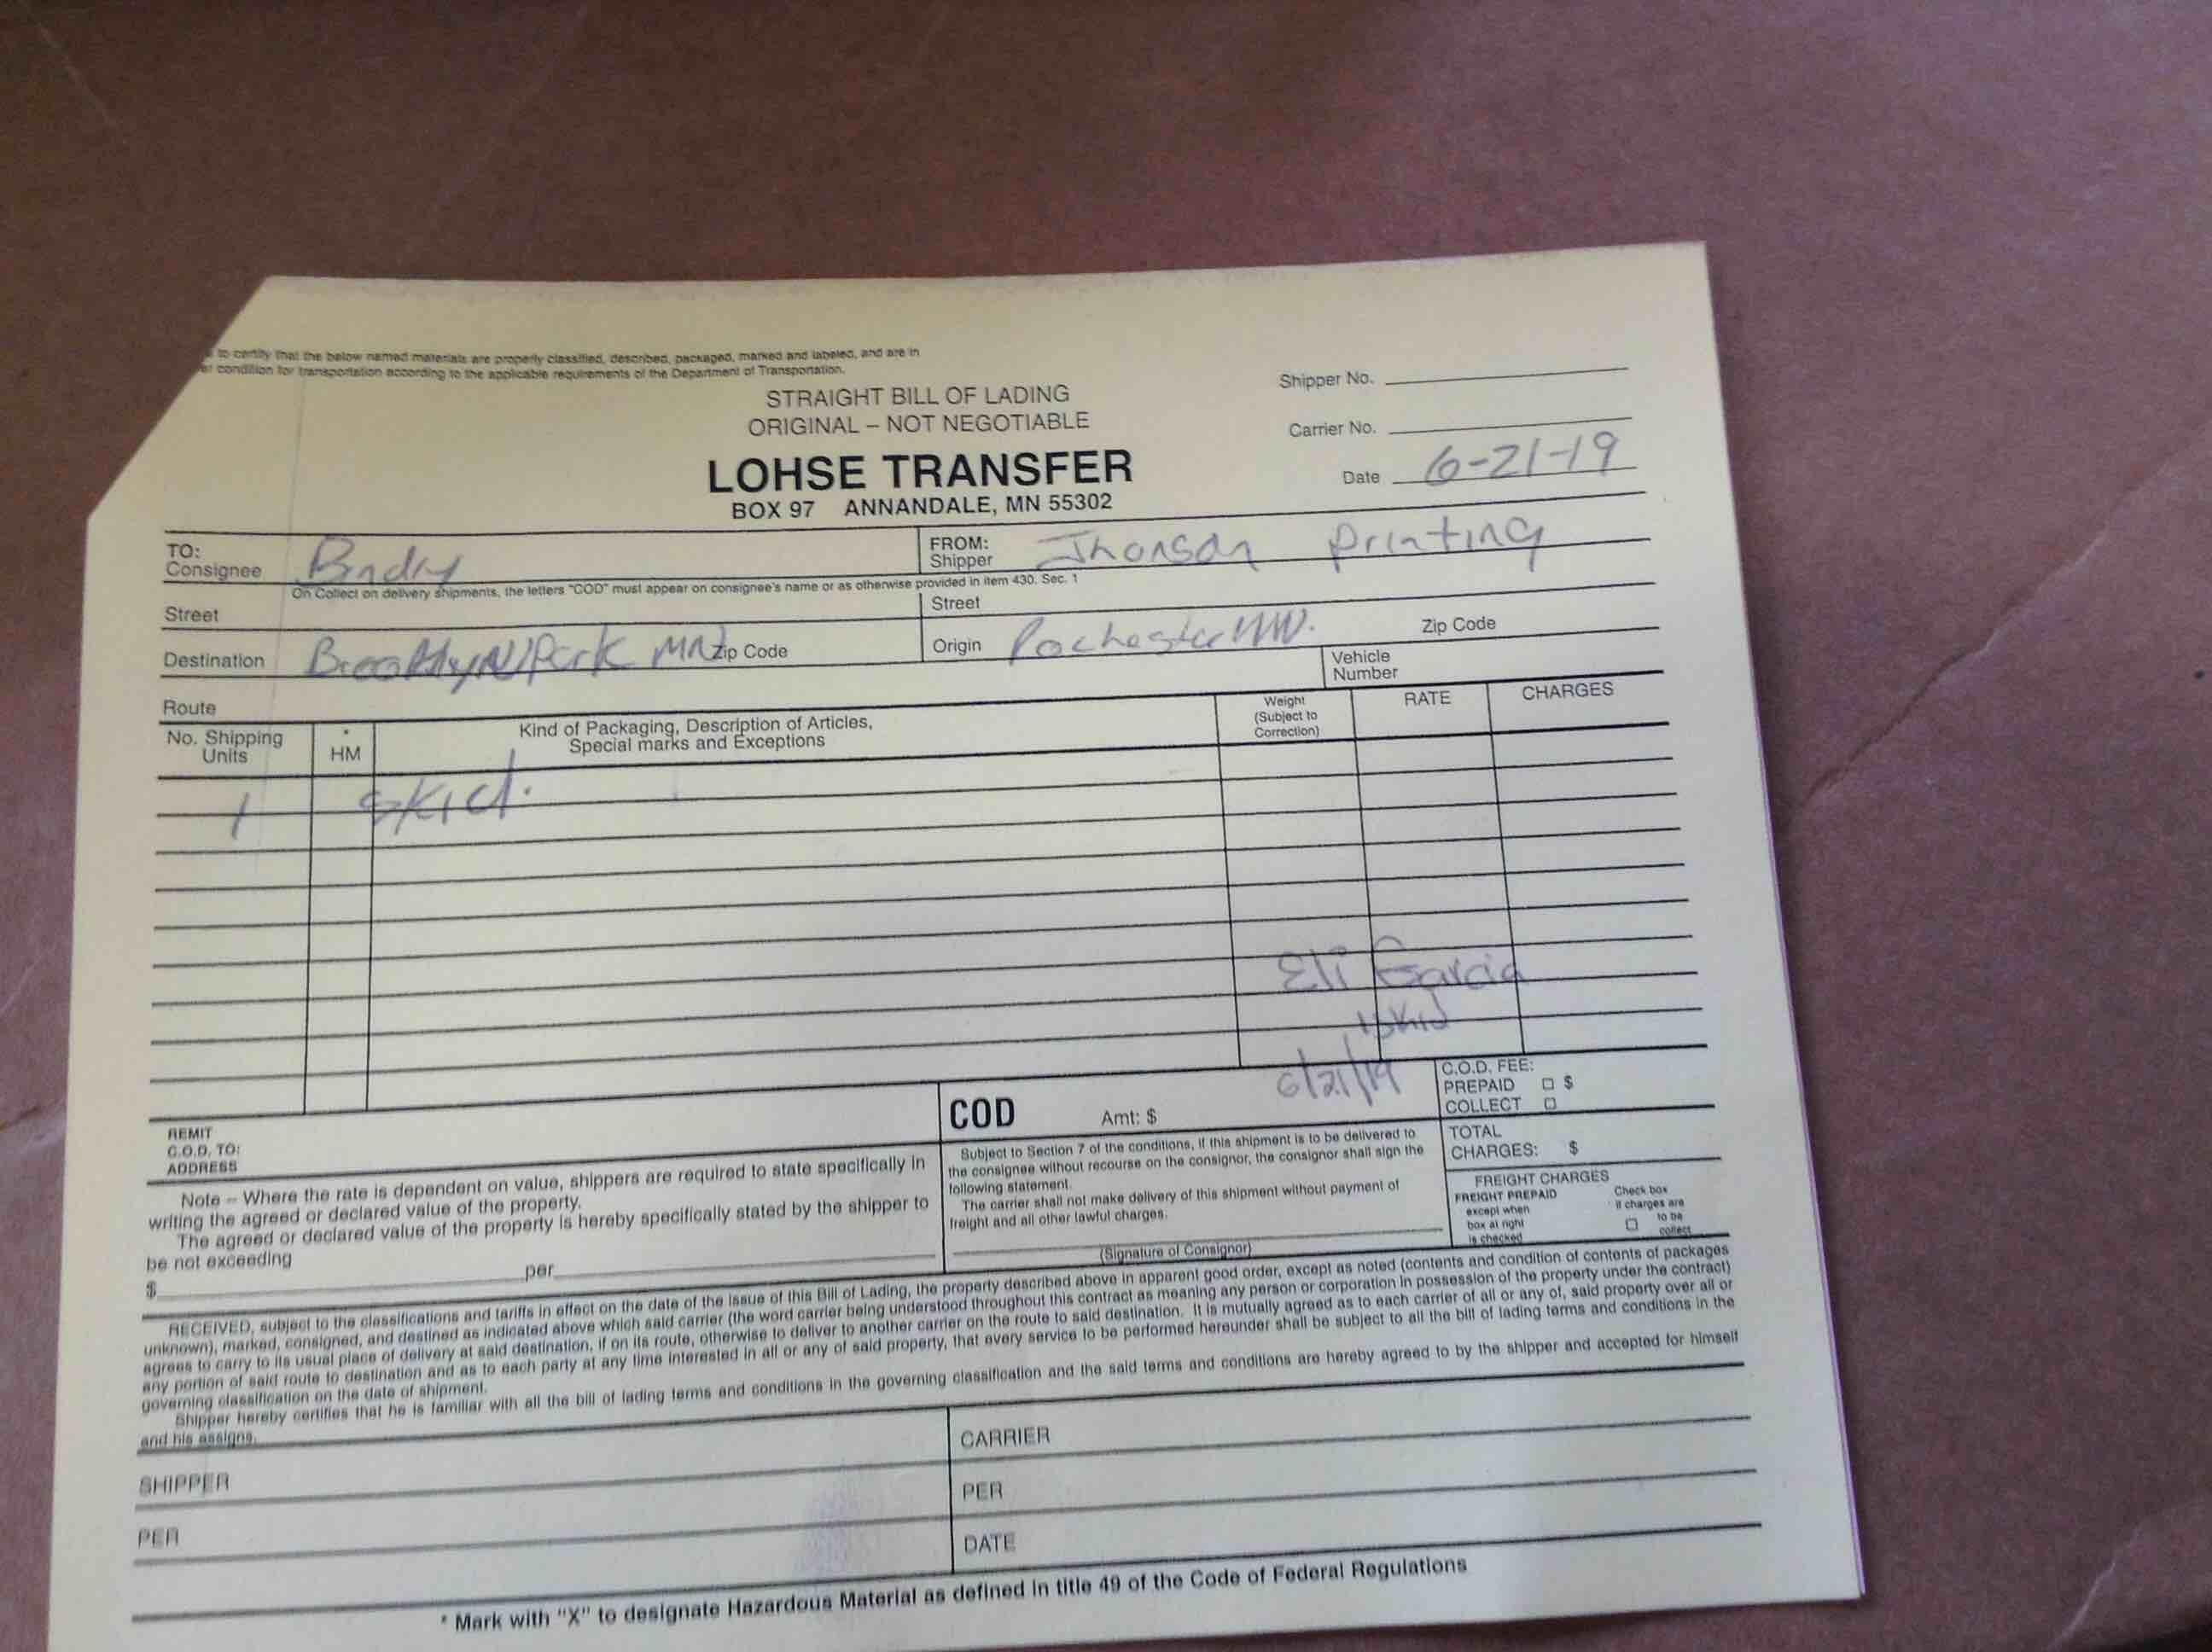 to certify that the below named materials are properly classified, described, packaged, marked and labeled, and are in
condition for transportation according to the applicable requirements of the Department of Transportation.
STRAIGHT BILL OF LADING
ORIGINAL – NOT NEGOTIABLE
LOHSE TRANSFER
BOX 97 ANNANDALE, MN 55302
Shipper No.
Carrier No.
Date 6-21-19
TO:
Consignee
FROM:
Shipper Jhonson Printing
On Collect on delivery shipments, the letters "COD" must appear on consignee's name or as otherwise provided in item 430. Sec. 1
Street
Street
Destination Brooklyn Park MN Zip Code
Origin Rochester MN. Zip Code
Route
Vehicle
Number
No. Shipping
Units
*
HM
Kind of Packaging, Description of Articles,
Special marks and Exceptions
Weight
(Subject to
Correction)
RATE
CHARGES
1 skid.
Eli Garcia
1 skid
6/21/19
REMIT
C.O.D. TO:
ADDRESS
COD Amt: $
C.O.D. FEE:
PREPAID $
COLLECT
Note – Where the rate is dependent on value, shippers are required to state specifically in
writing the agreed or declared value of the property.
The agreed or declared value of the property is hereby specifically stated by the shipper to
be not exceeding
$ per
Subject to Section 7 of the conditions, if this shipment is to be delivered to
the consignee without recourse on the consignor, the consignor shall sign the
following statement.
The carrier shall not make delivery of this shipment without payment of
freight and all other lawful charges.
(Signature of Consignor)
TOTAL
CHARGES: $
FREIGHT CHARGES
FREIGHT PREPAID
except when
box at right
is checked
Check box
if charges are
to be
collect
RECEIVED, subject to the classifications and tariffs in effect on the date of the issue of this Bill of Lading, the property described above in apparent good order, except as noted (contents and condition of contents of packages
unknown), marked, consigned, and destined as indicated above which said carrier (the word carrier being understood throughout this contract as meaning any person or corporation in possession of the property under the contract)
agrees to carry to its usual place of delivery at said destination, if on its route, otherwise to deliver to another carrier on the route to said destination. It is mutually agreed as to each carrier of all or any of, said property over all or
any portion of said route to destination and as to each party at any time interested in all or any of said property, that every service to be performed hereunder shall be subject to all the bill of lading terms and conditions in the
governing classification on the date of shipment.
Shipper hereby certifies that he is familiar with all the bill of lading terms and conditions in the governing classification and the said terms and conditions are hereby agreed to by the shipper and accepted for himself
and his assigns.
SHIPPER
CARRIER
PER
PER
DATE
* Mark with "X" to designate Hazardous Material as defined in title 49 of the Code of Federal Regulations